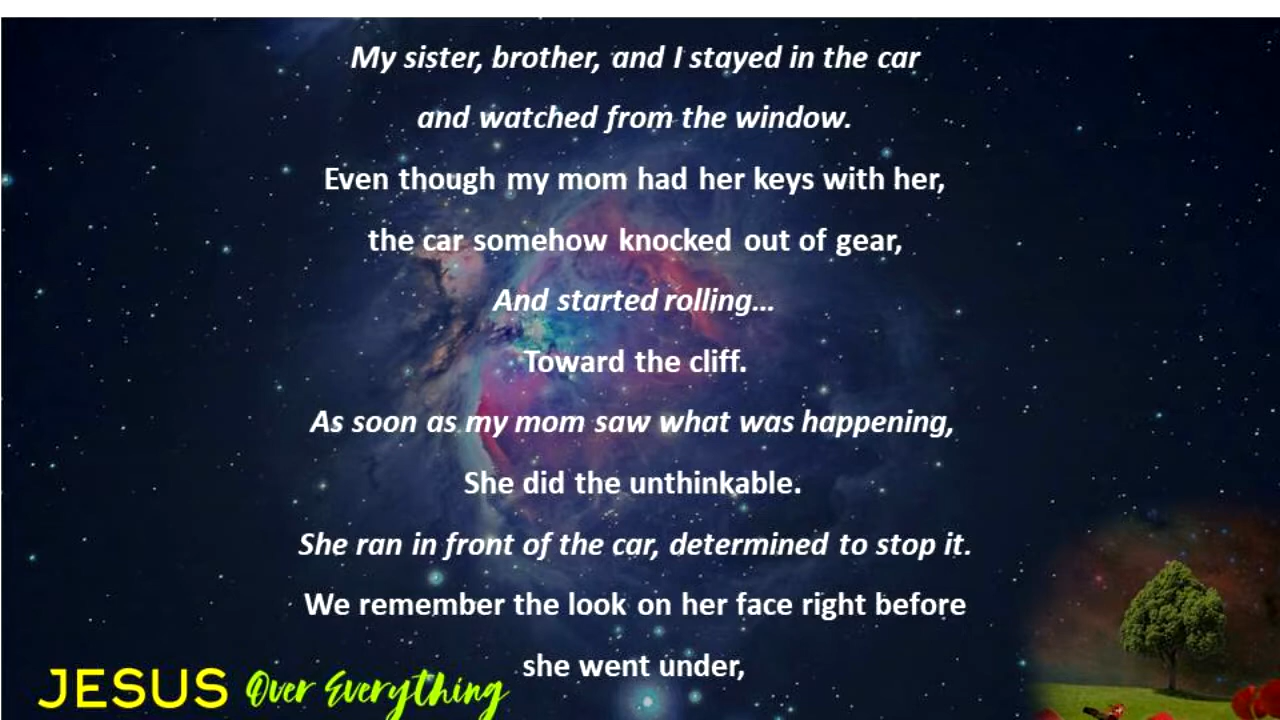 My sister, brother, and I stayed in the car
and watched from the window.
Even though my mom had her keys with her,
the car somehow knocked out of gear,
And started rolling...
Toward the cliff.
As soon as my mom saw what was happening,
She did the unthinkable.
She ran in front of the car, determined to stop it.
We remember the look on her face right before
she went under,
JESUS Over Everything